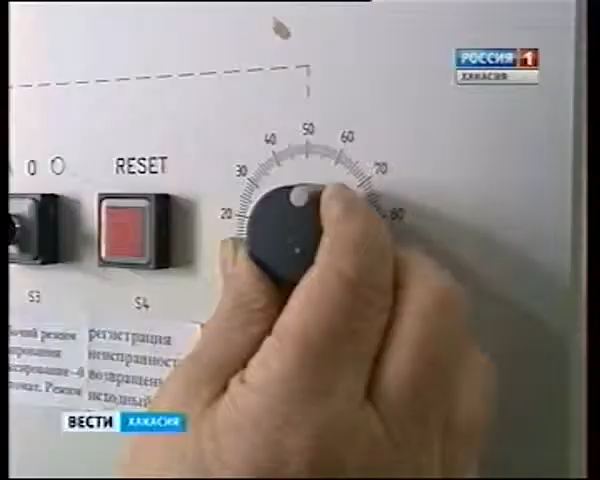 РОССИЯ 1
ХАКАСИЯ
50
40 60
30 70
20 80
0 RESET
S3 S4
режим регистрация
неисправност
возвращен
Режим исходный
ВЕСТИ ХАКАСИЯ